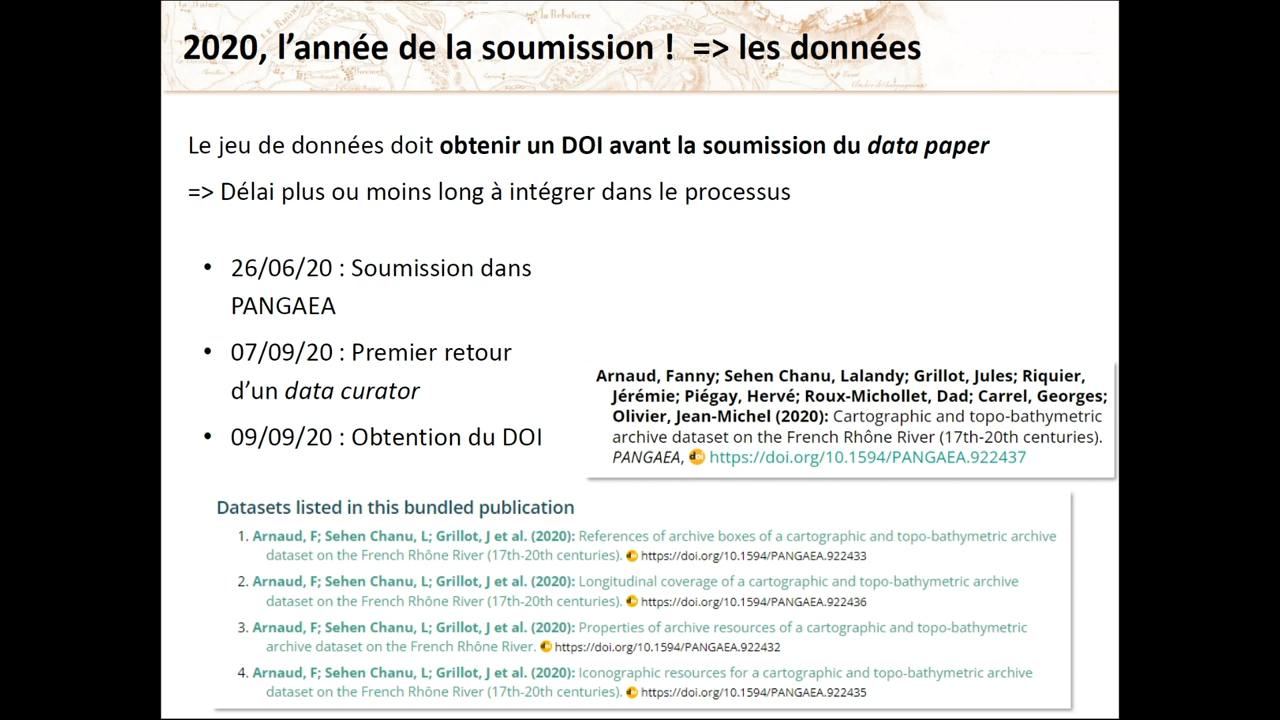 2020, l’année de la soumission ! => les données
Le jeu de données doit obtenir un DOI avant la soumission du data paper
=> Délai plus ou moins long à intégrer dans le processus
• 26/06/20 : Soumission dans
PANGAEA
• 07/09/20 : Premier retour
d’un data curator
• 09/09/20 : Obtention du DOI
Arnaud, Fanny; Sehen Chanu, Lalandy; Grillot, Jules; Riquier,
Jérémie; Piégay, Hervé; Roux-Michollet, Dad; Carrel, Georges;
Olivier, Jean-Michel (2020): Cartographic and topo-bathymetric
archive dataset on the French Rhône River (17th-20th centuries).
PANGAEA, https://doi.org/10.1594/PANGAEA.922437
Datasets listed in this bundled publication
1. Arnaud, F; Sehen Chanu, L; Grillot, J et al. (2020): References of archive boxes of a cartographic and topo-bathymetric archive
dataset on the French Rhône River (17th-20th centuries). https://doi.org/10.1594/PANGAEA.922433
2. Arnaud, F; Sehen Chanu, L; Grillot, J et al. (2020): Longitudinal coverage of a cartographic and topo-bathymetric archive
dataset on the French Rhône River (17th-20th centuries). https://doi.org/10.1594/PANGAEA.922436
3. Arnaud, F; Sehen Chanu, L; Grillot, J et al. (2020): Properties of archive resources of a cartographic and topo-bathymetric
archive dataset on the French Rhône River. https://doi.org/10.1594/PANGAEA.922432
4. Arnaud, F; Sehen Chanu, L; Grillot, J et al. (2020): Iconographic resources for a cartographic and topo-bathymetric archive
dataset on the French Rhône River (17th-20th centuries). https://doi.org/10.1594/PANGAEA.922435